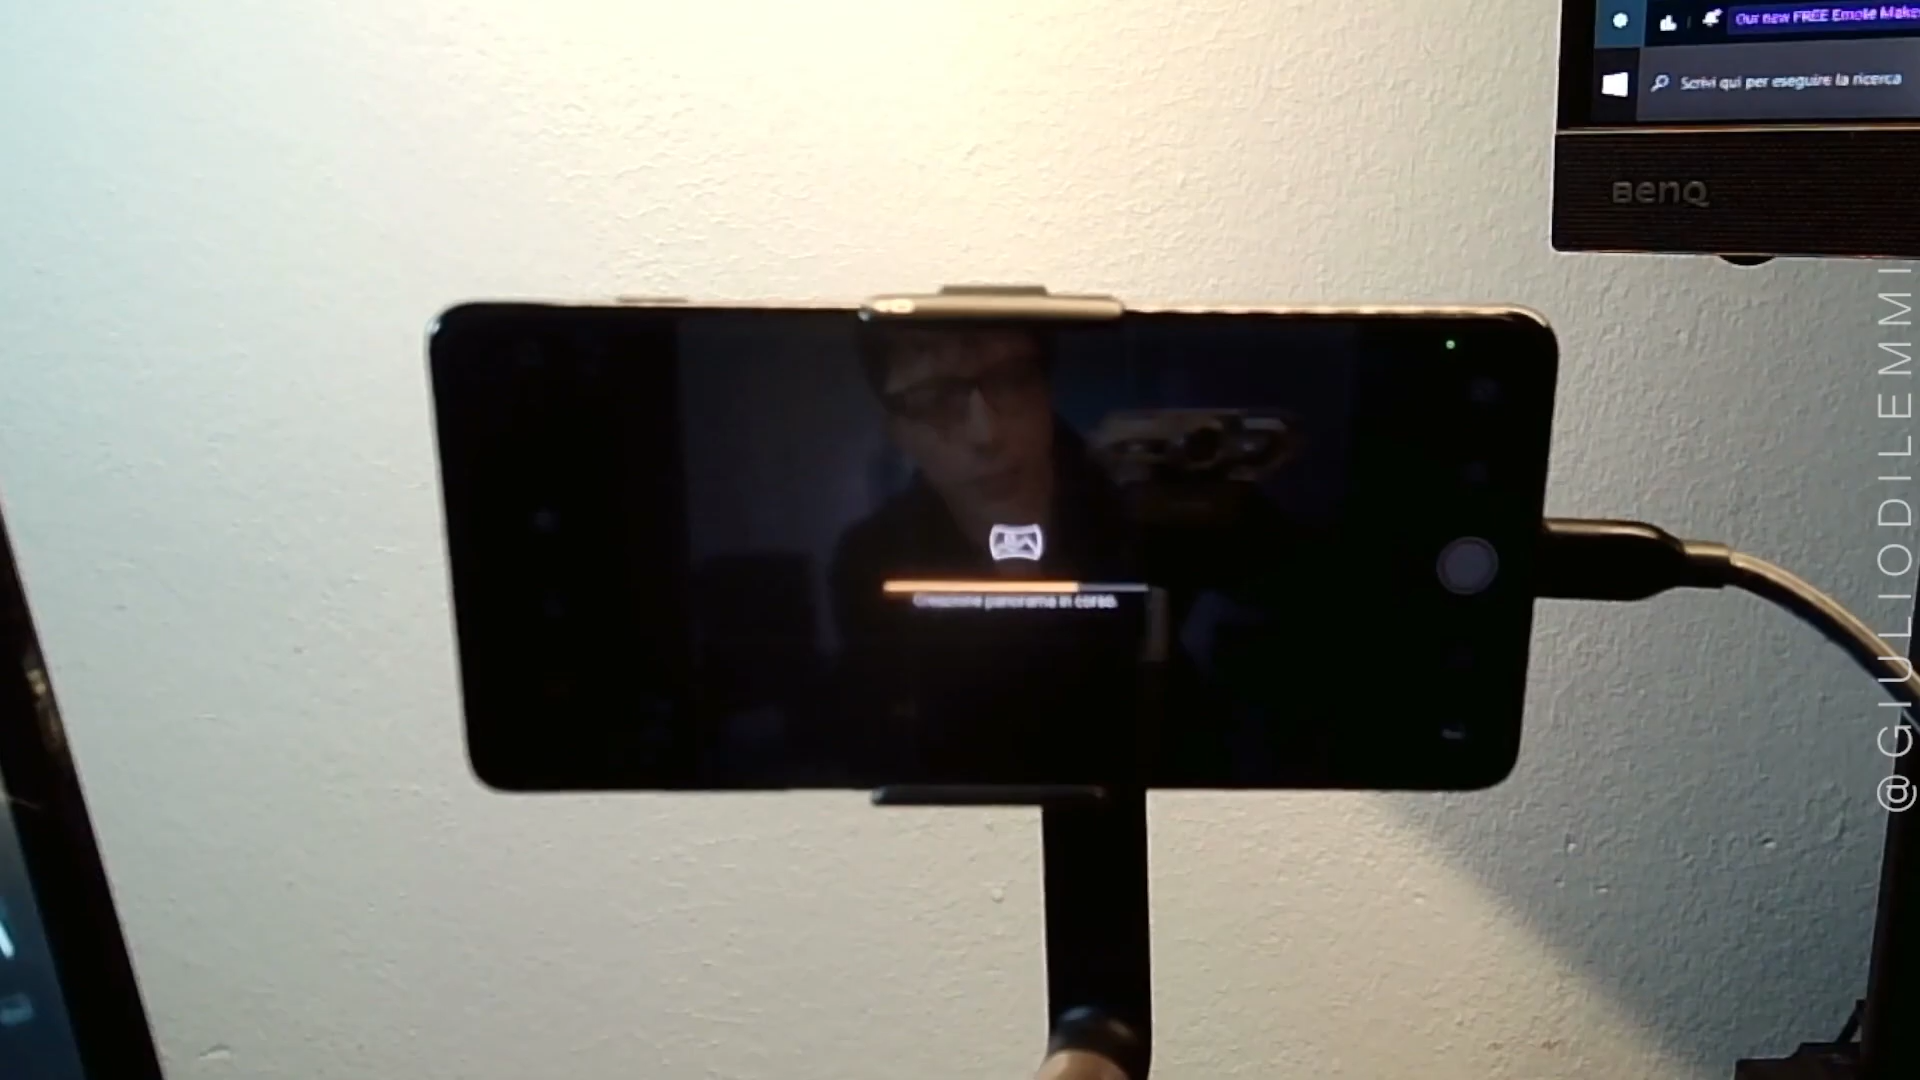 Our new FREE Emote Make
Scrivi qui per eseguire la ricerca
BenQ
Creazione panorama in corso.
@GIULIODILEMMI